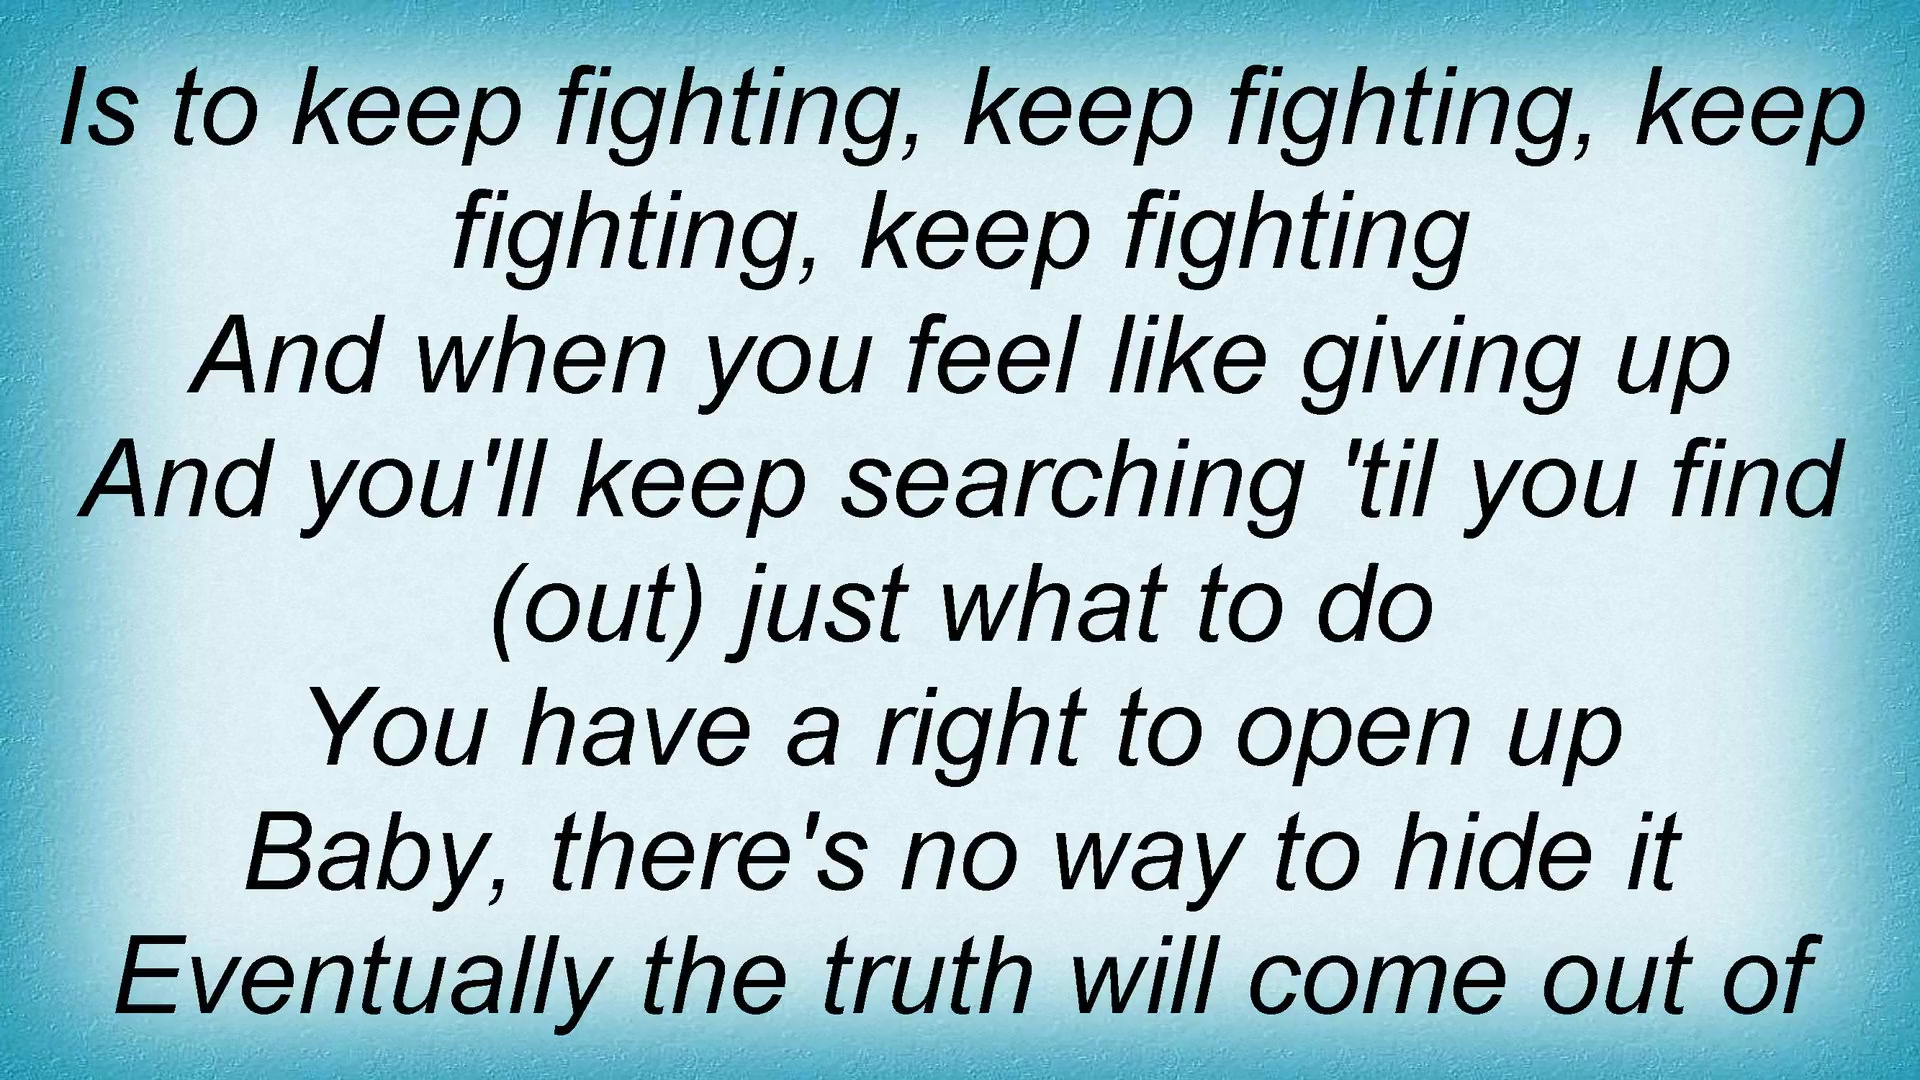 Is to keep fighting, keep fighting, keep
fighting, keep fighting
And when you feel like giving up
And you'll keep searching 'til you find
(out) just what to do
You have a right to open up
Baby, there's no way to hide it
Eventually the truth will come out of